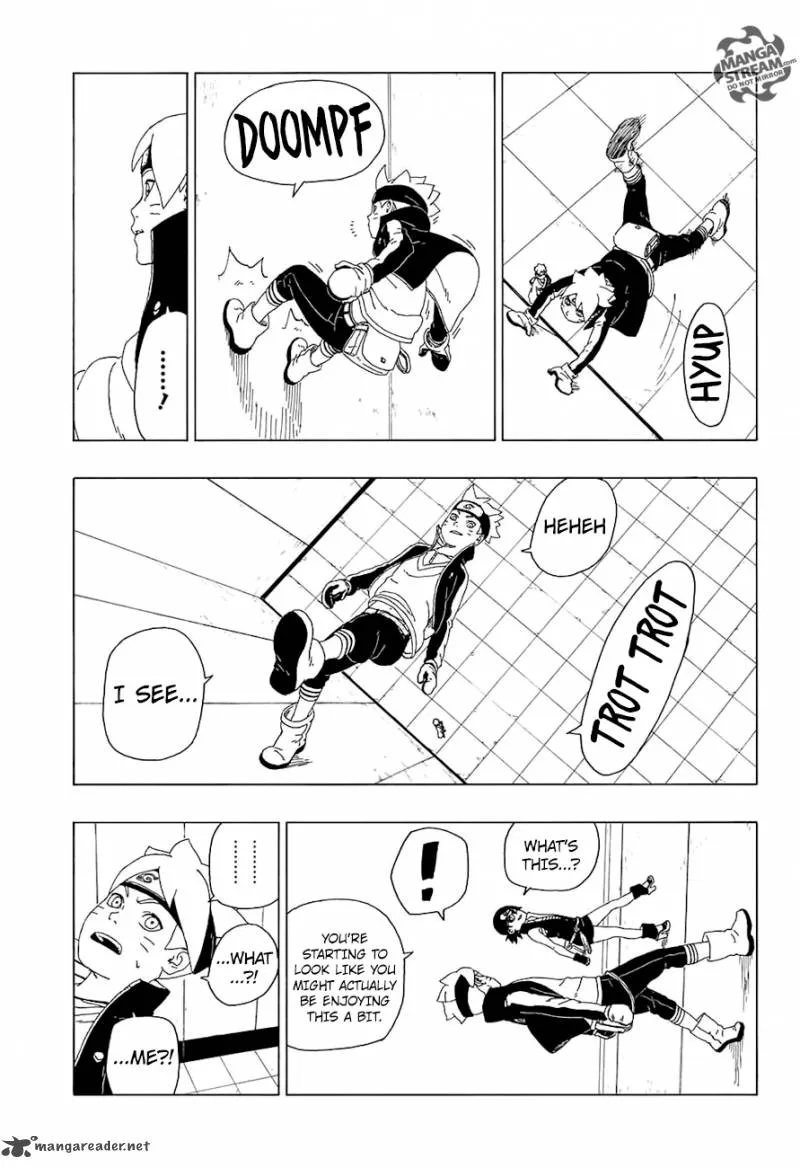 MANGA
STREAM.com
DO NOT MIRROR
HYUP
DOOMPF
......!
HEHEH
TROT TROT
I SEE...
WHAT'S
THIS...?
!
YOU'RE
STARTING TO
LOOK LIKE YOU
MIGHT ACTUALLY
BE ENJOYING
THIS A BIT.
........
...WHAT
...?!
...ME?!
mangareader.net